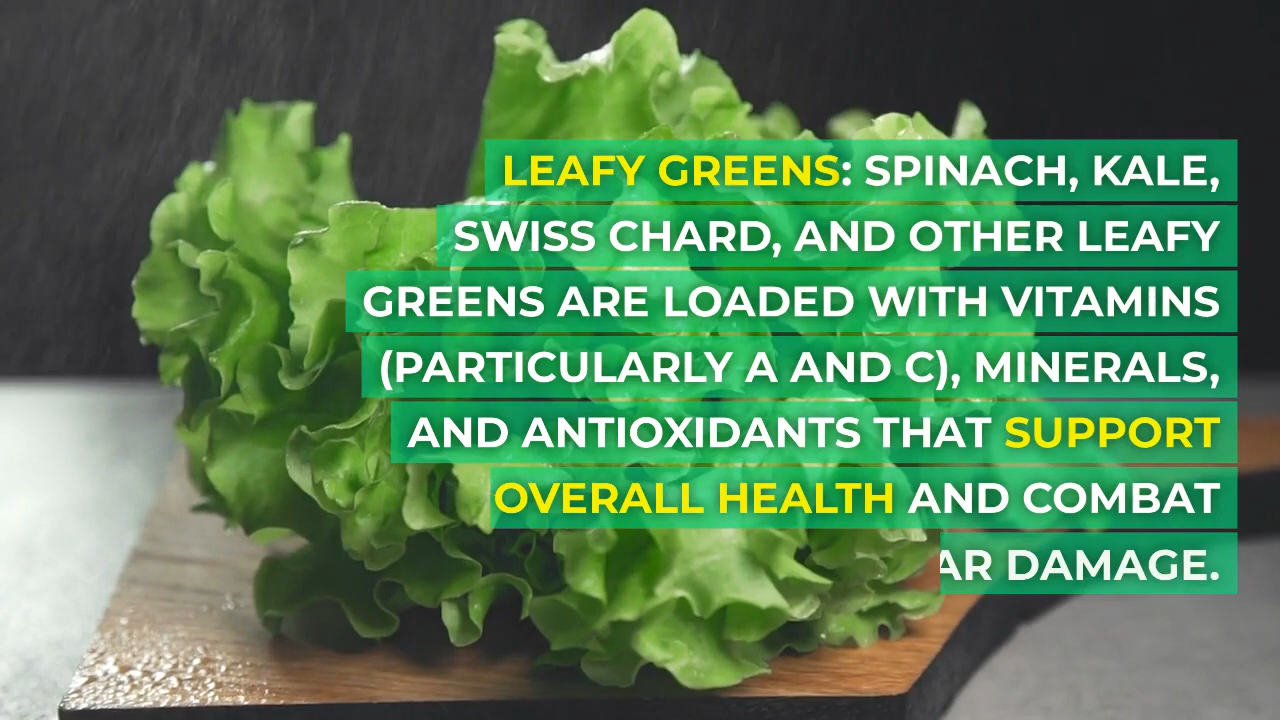 LEAFY GREENS: SPINACH, KALE,
SWISS CHARD, AND OTHER LEAFY
GREENS ARE LOADED WITH VITAMINS
(PARTICULARLY A AND C), MINERALS,
AND ANTIOXIDANTS THAT SUPPORT
OVERALL HEALTH AND COMBAT
AR DAMAGE.